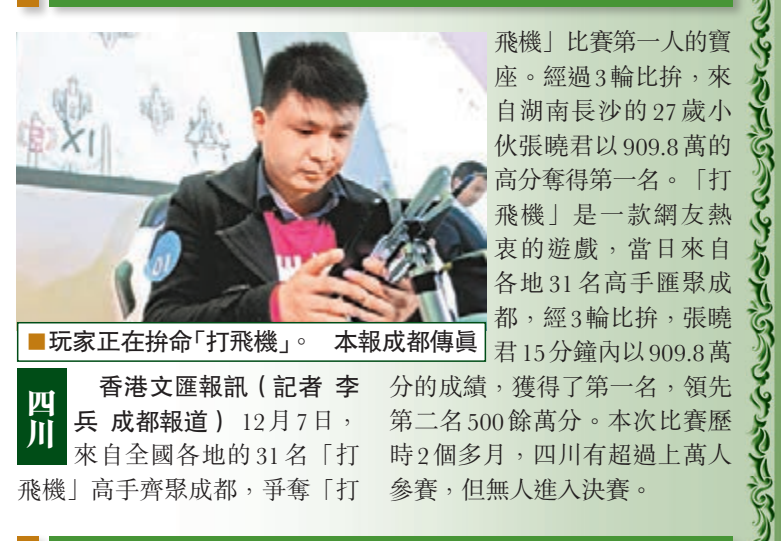 ■玩家正在拚命「打飛機」。 本報成都傳真
四川
香港文匯報訊（記者 李
兵 成都報道）12月7日，
來自全國各地的31名「打
飛機」高手齊聚成都，爭奪「打
飛機」比賽第一人的寶
座。經過3輪比拚，來
自湖南長沙的27歲小
伙張曉君以909.8萬的
高分奪得第一名。「打
飛機」是一款網友熱
衷的遊戲，當日來自
各地31名高手匯聚成
都，經3輪比拚，張曉
君15分鐘內以909.8萬
分的成績，獲得了第一名，領先
第二名500餘萬分。本次比賽歷
時2個多月，四川有超過上萬人
參賽，但無人進入決賽。
XI
01